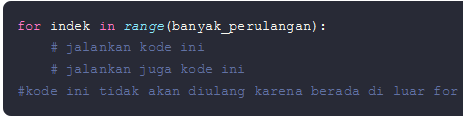 for indek in range(banyak_perulangan):
    # jalankan kode ini
    # jalankan juga kode ini
#kode ini tidak akan diulang karena berada di luar for